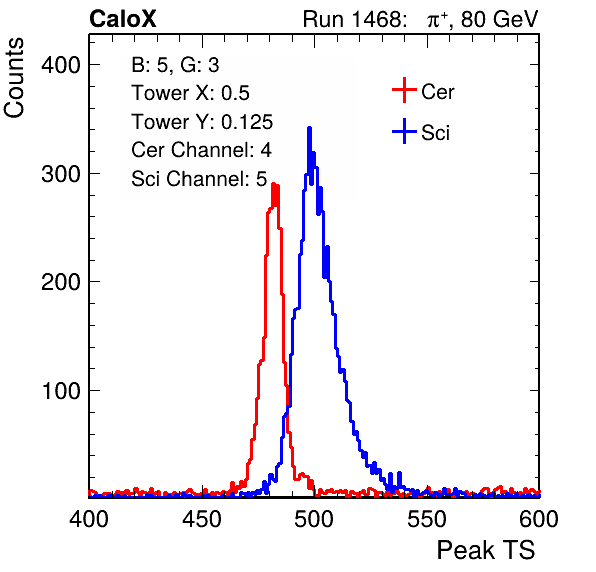 CaloX Run 1468: π⁺, 80 GeV
Counts
B: 5, G: 3
Tower X: 0.5
Tower Y: 0.125
Cer Channel: 4
Sci Channel: 5
Cer
Sci
400
300
200
100
400 450 500 550 600
Peak TS